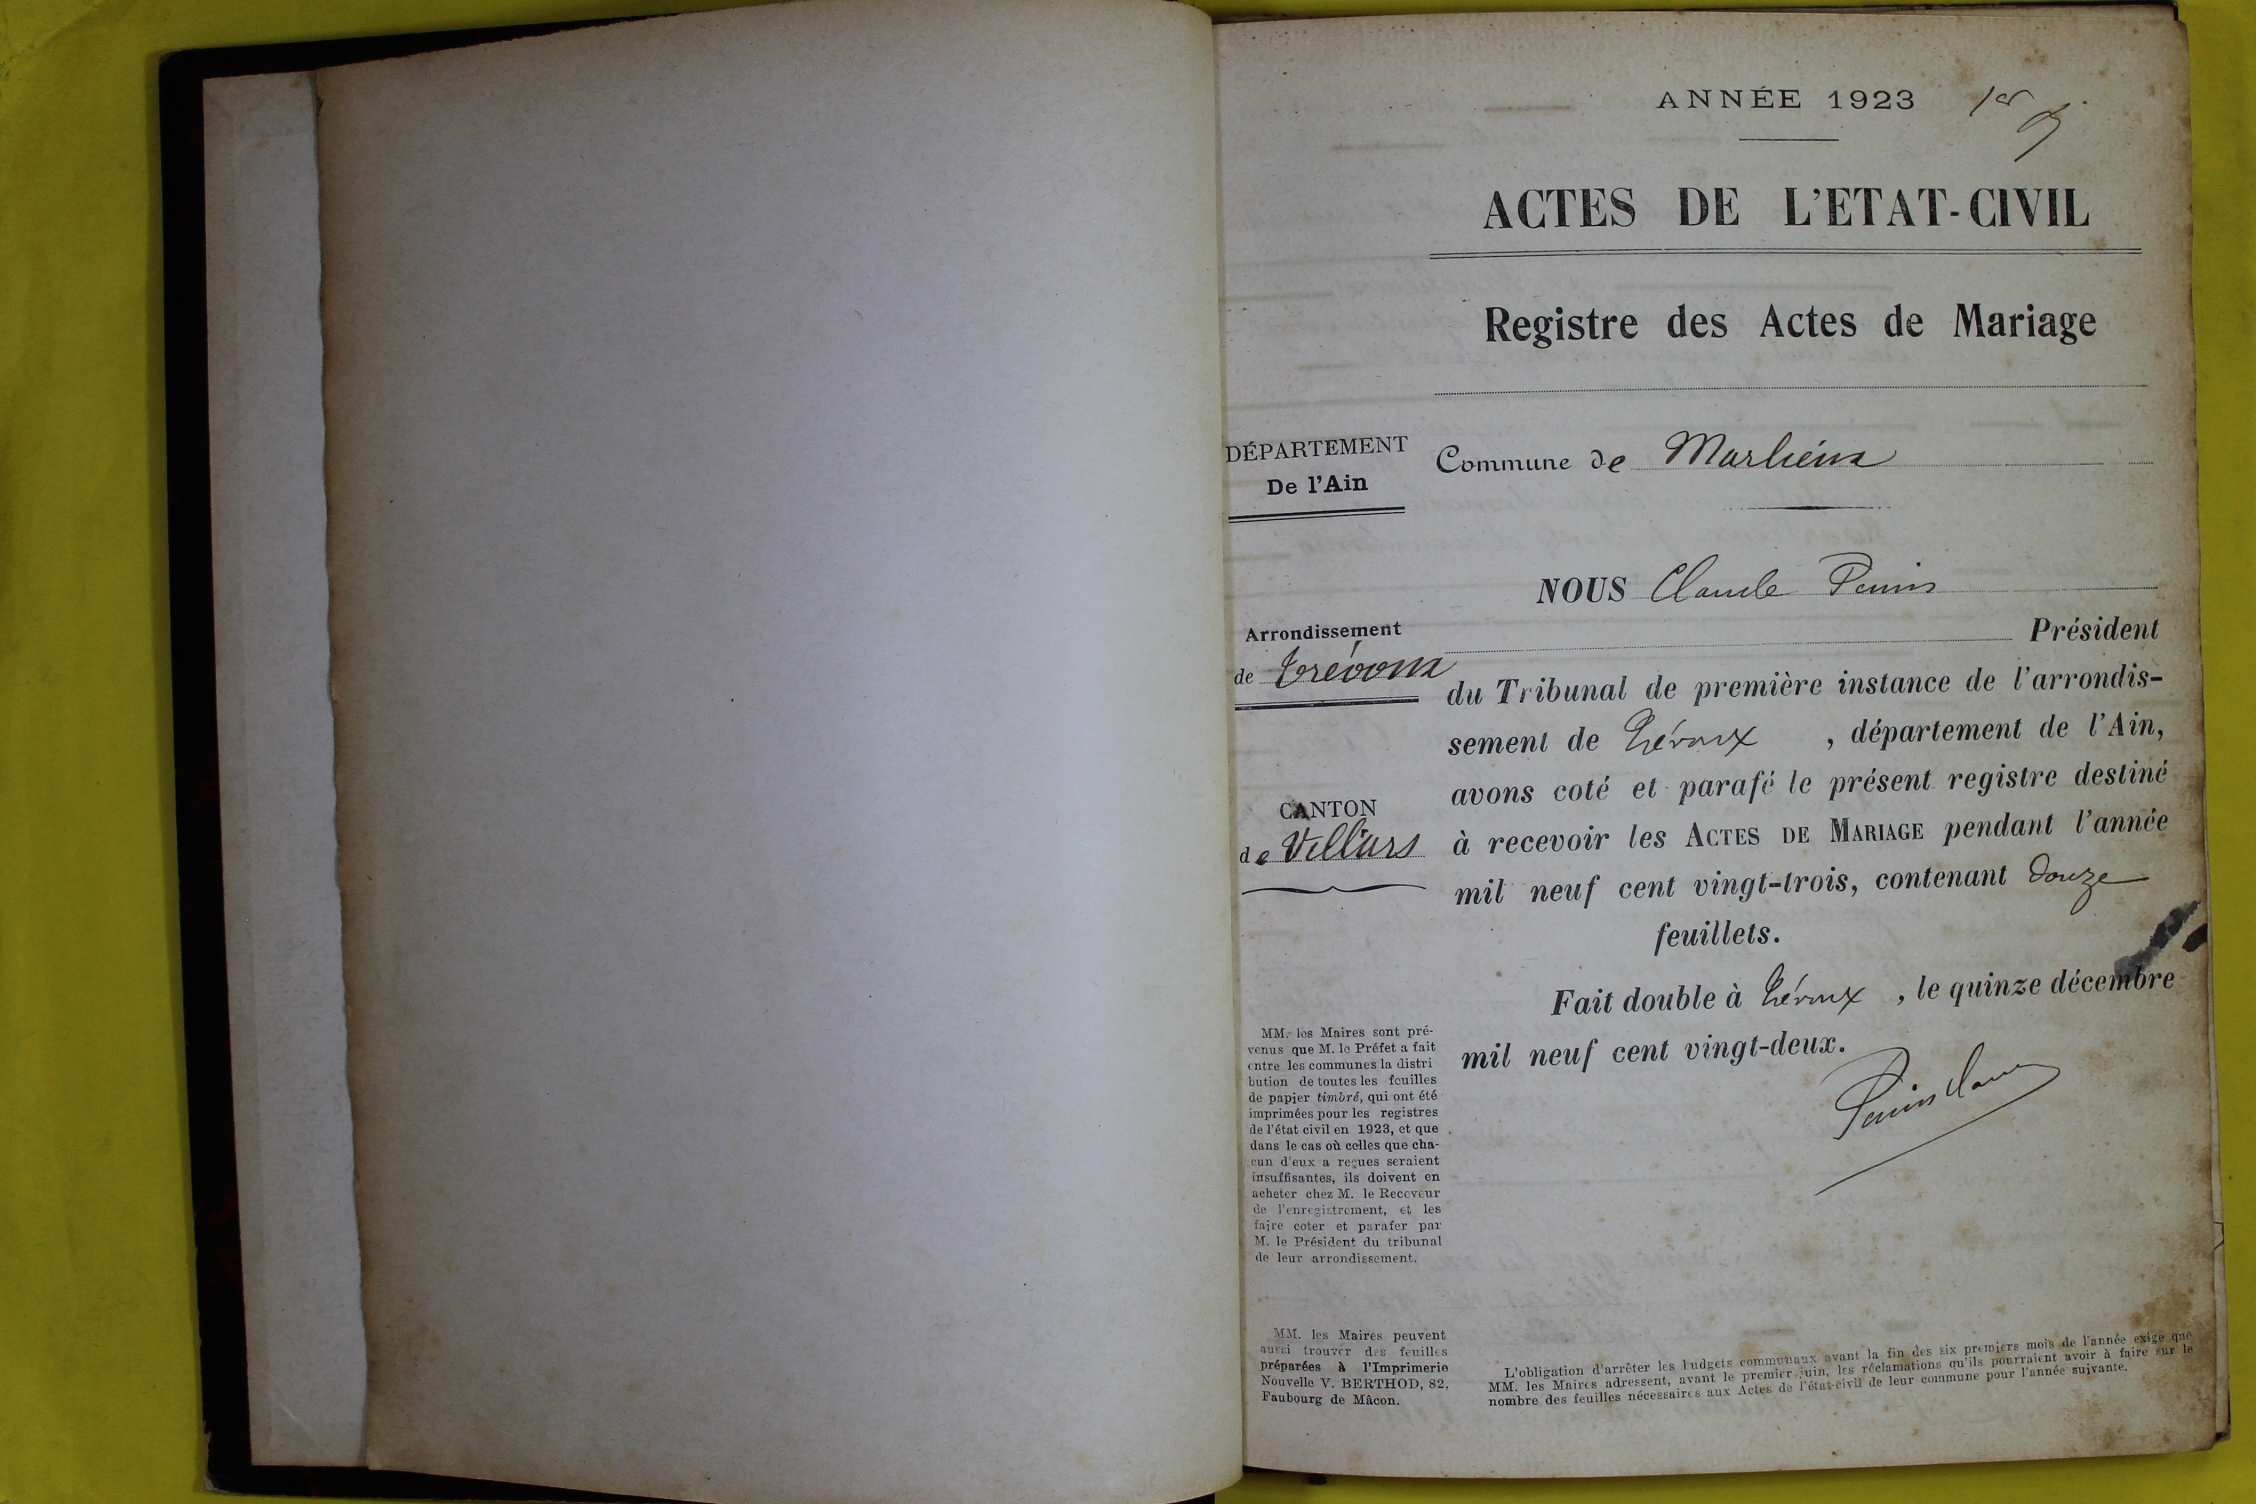 ANNÉE 1923 1er
ACTES DE L'ETAT-CIVIL
Registre des Actes de Mariage
DÉPARTEMENT
De l'Ain
Commune de Marlieux
NOUS Claude
Arrondissement
de Trévoux
Président
du Tribunal de première instance de l'arrondis-
sement de Trévoux , département de l'Ain,
avons coté et parafé le présent registre destiné
à recevoir les ACTES DE MARIAGE pendant l'année
mil neuf cent vingt-trois, contenant douze
feuillets.
CANTON
de Villars
Fait double à Trévoux , le quinze décembre
mil neuf cent vingt-deux.
MM. les Maires sont pré-
venus que M. le Préfet a fait
entre les communes la distri
bution de toutes les feuilles
de papier timbré, qui ont été
imprimées pour les registres
de l'état civil en 1923, et que
dans le cas où celles que cha-
cun d'eux a reçues seraient
insuffisantes, ils doivent en
acheter chez M. le Receveur
de l'enregistrement, et les
faire coter et parafer par
M. le Président du tribunal
de leur arrondissement.
MM. les Maires peuvent
aussi trouver des feuilles
préparées à l'Imprimerie
Nouvelle V. BERTHOD, 82,
Faubourg de Mâcon.
L'obligation d'arrêter les budgets communaux avant la fin des six premiers mois de l'année exige que
MM. les Maires adressent, avant le premier juin, les réclamations qu'ils pourraient avoir à faire sur le
nombre des feuilles nécessaires aux Actes de l'état-civil de leur commune pour l'année suivante.